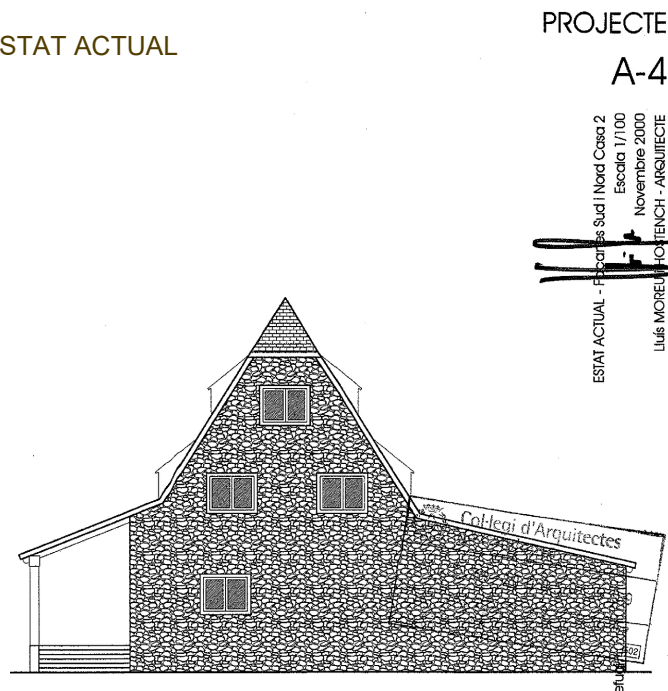 STAT ACTUAL
PROJECTE
A-4
ESTAT ACTUAL - Façanes Sud i Nord Casa 2
Escala 1/100
Novembre 2000
Lluís MOREU HOSTENCH - ARQUITECTE
Col·legi d'Arquitectes